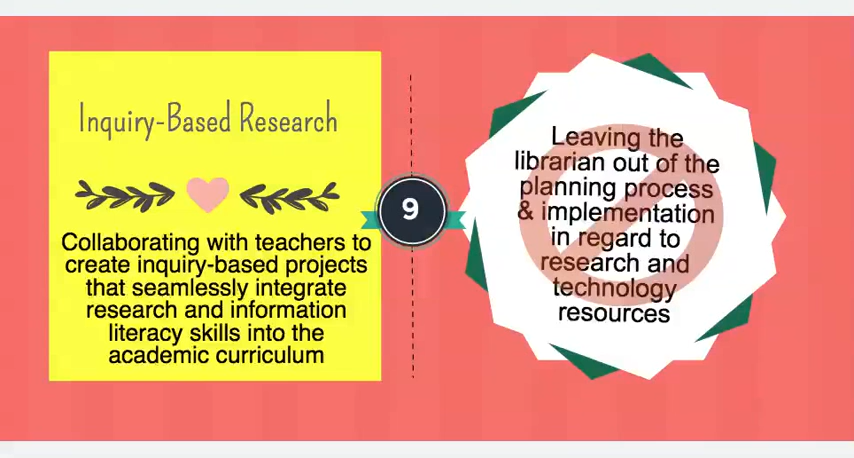 Inquiry-Based Research
Collaborating with teachers to
create inquiry-based projects
that seamlessly integrate
research and information
literacy skills into the
academic curriculum
9
Leaving the
librarian out of the
planning process
& implementation
in regard to
research and
technology
resources